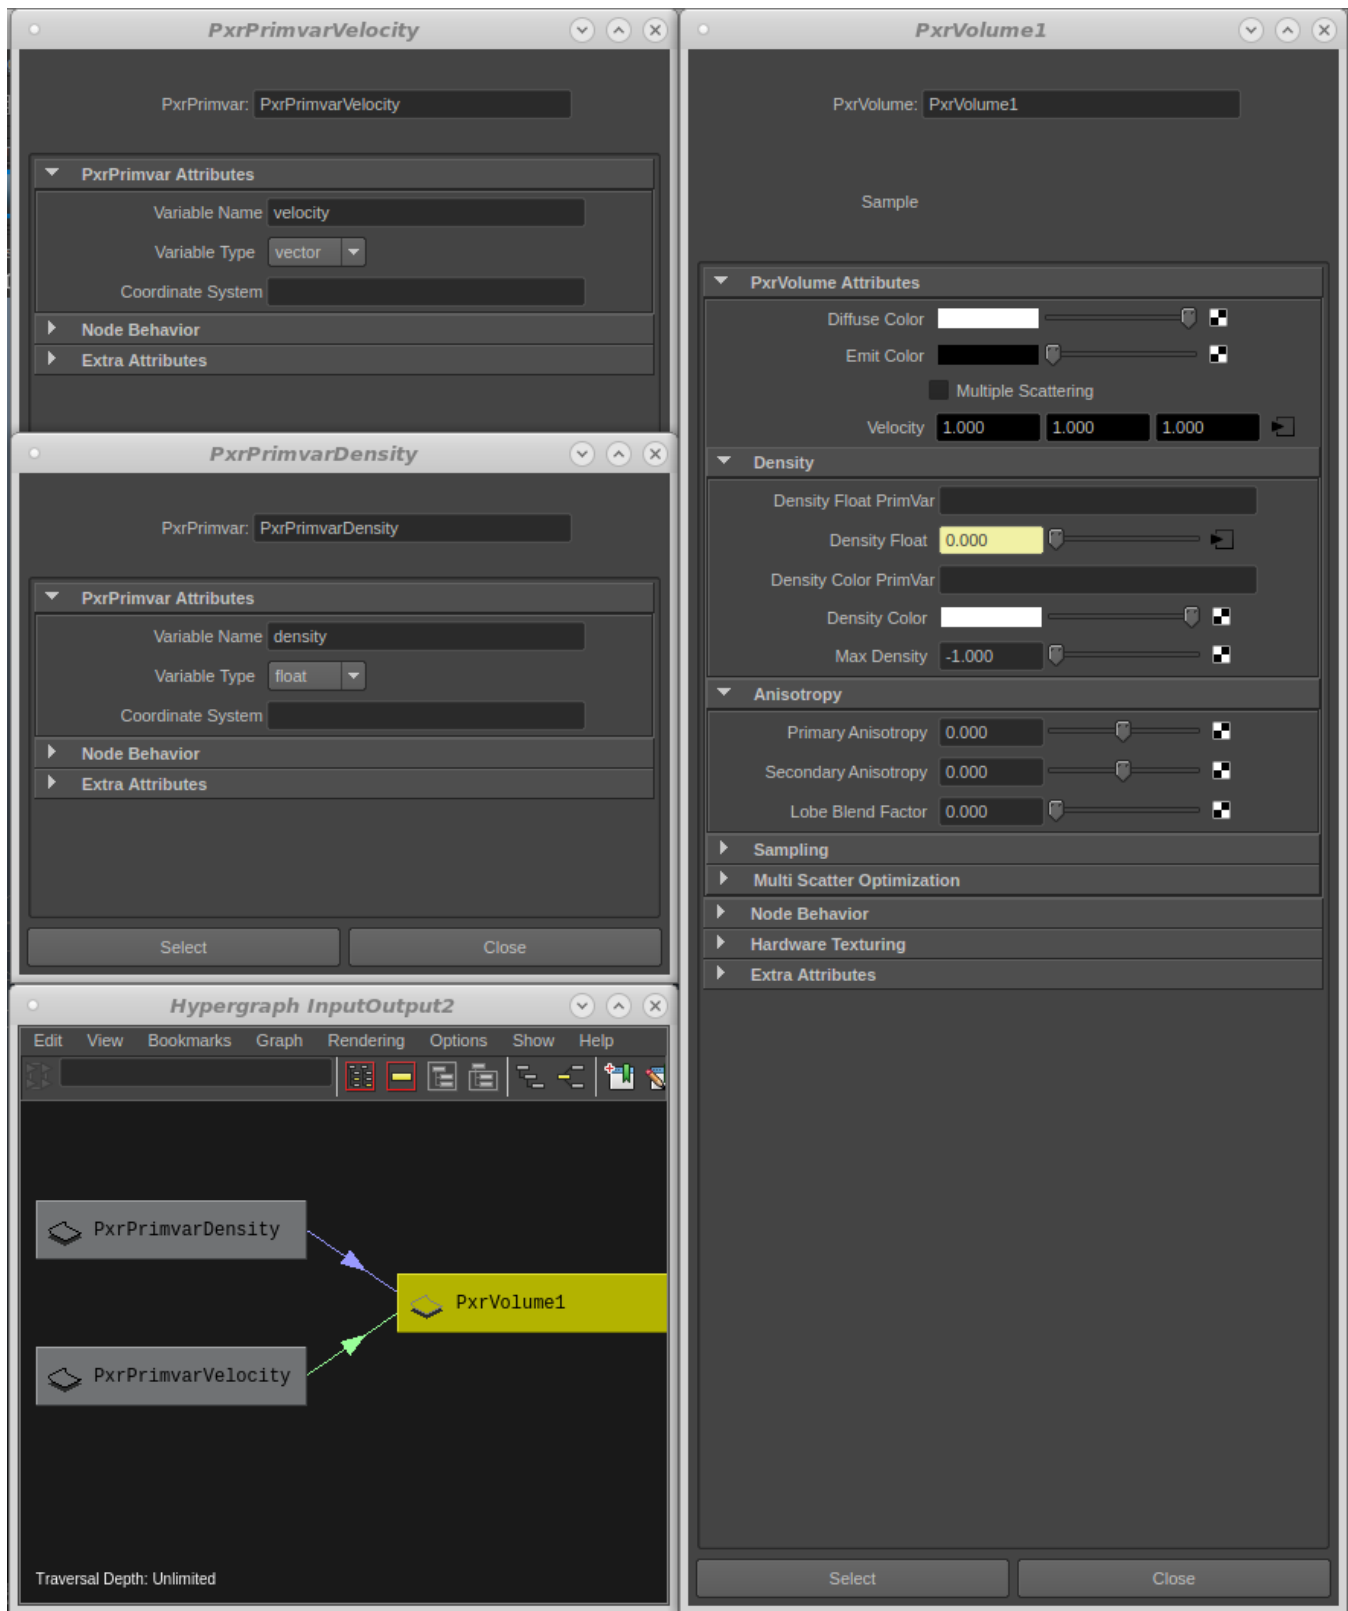 PxrPrimvarVelocity
PxrPrimvar: PxrPrimvarVelocity
PxrPrimvar Attributes
Variable Name velocity
Variable Type vector
Coordinate System
Node Behavior
Extra Attributes
PxrPrimvarDensity
PxrPrimvar: PxrPrimvarDensity
PxrPrimvar Attributes
Variable Name density
Variable Type float
Coordinate System
Node Behavior
Extra Attributes
Select Close
Hypergraph InputOutput2
Edit View Bookmarks Graph Rendering Options Show Help
PxrPrimvarDensity
PxrVolume1
PxrPrimvarVelocity
Traversal Depth: Unlimited
PxrVolume1
PxrVolume: PxrVolume1
Sample
PxrVolume Attributes
Diffuse Color
Emit Color
Multiple Scattering
Velocity 1.000 1.000 1.000
Density
Density Float PrimVar
Density Float 0.000
Density Color PrimVar
Density Color
Max Density -1.000
Anisotropy
Primary Anisotropy 0.000
Secondary Anisotropy 0.000
Lobe Blend Factor 0.000
Sampling
Multi Scatter Optimization
Node Behavior
Hardware Texturing
Extra Attributes
Select Close